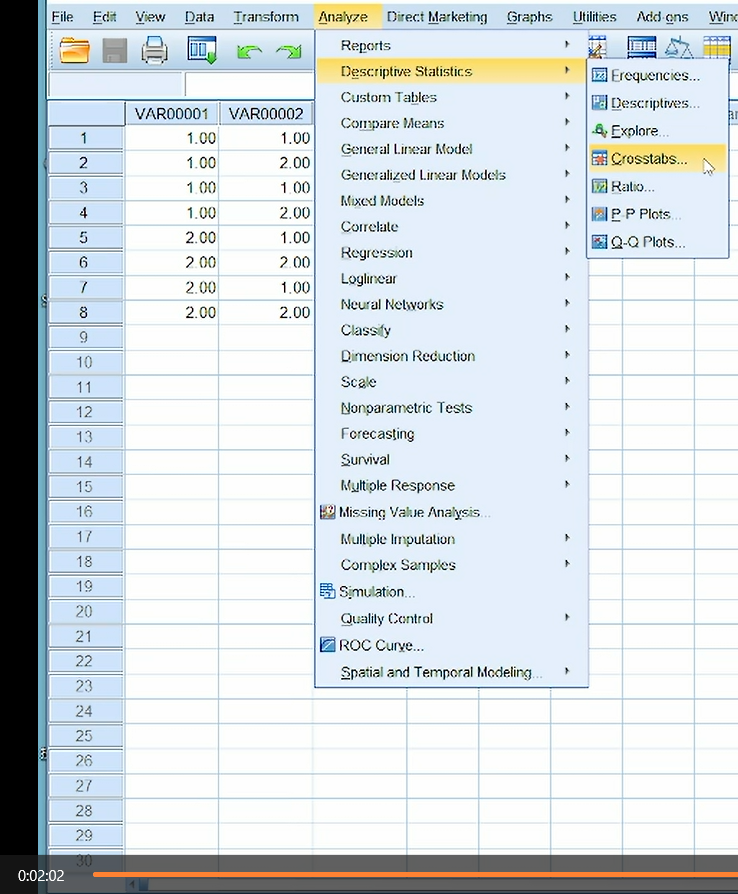 File Edit View Data Transform Analyze Direct Marketing Graphs Utilities Add-ons
Reports
Descriptive Statistics
Custom Tables
Compare Means
General Linear Model
Generalized Linear Models
Mixed Models
Correlate
Regression
Loglinear
Neural Networks
Classify
Dimension Reduction
Scale
Nonparametric Tests
Forecasting
Survival
Multiple Response
Missing Value Analysis...
Multiple Imputation
Complex Samples
Simulation...
Quality Control
ROC Curve...
Spatial and Temporal Modeling...
Frequencies...
Descriptives...
Explore...
Crosstabs...
Ratio...
P-P Plots...
Q-Q Plots...
VAR00001 VAR00002
1 1.00 1.00
2 1.00 2.00
3 1.00 1.00
4 1.00 2.00
5 2.00 1.00
6 2.00 2.00
7 2.00 1.00
8 2.00 2.00
9
10
11
12
13
14
15
16
17
18
19
20
21
22
23
24
25
26
27
28
29
30
0:02:02